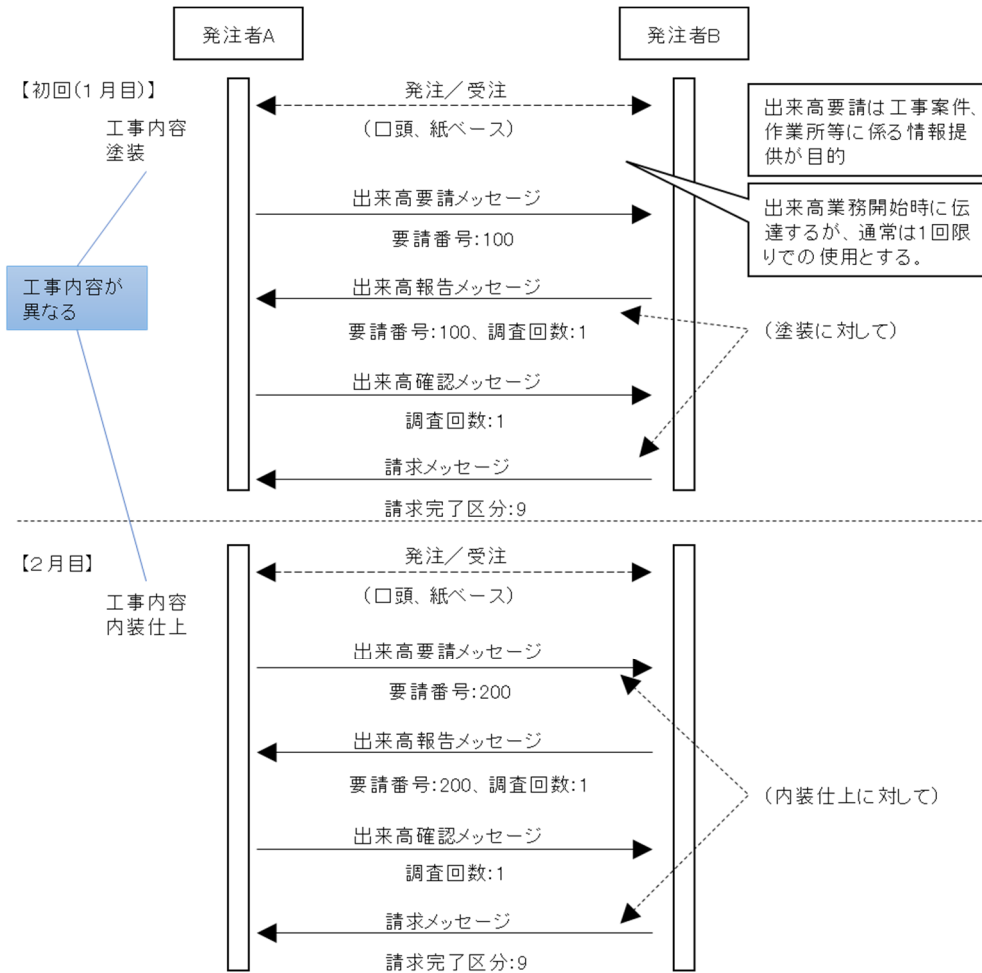 発注者A
発注者B
【初回(1月目)】
発注／受注
(口頭、紙ベース)
工事内容
塗装
出来高要請は工事案件、
作業所等に係る情報提
供が目的
出来高業務開始時に伝
達するが、通常は1回限
りでの使用とする。
出来高要請メッセージ
要請番号:100
工事内容が
異なる
出来高報告メッセージ
要請番号:100、調査回数:1
(塗装に対して)
出来高確認メッセージ
調査回数:1
請求メッセージ
請求完了区分:9
【2月目】
発注／受注
(口頭、紙ベース)
工事内容
内装仕上
出来高要請メッセージ
要請番号:200
出来高報告メッセージ
要請番号:200、調査回数:1
(内装仕上に対して)
出来高確認メッセージ
調査回数:1
請求メッセージ
請求完了区分:9